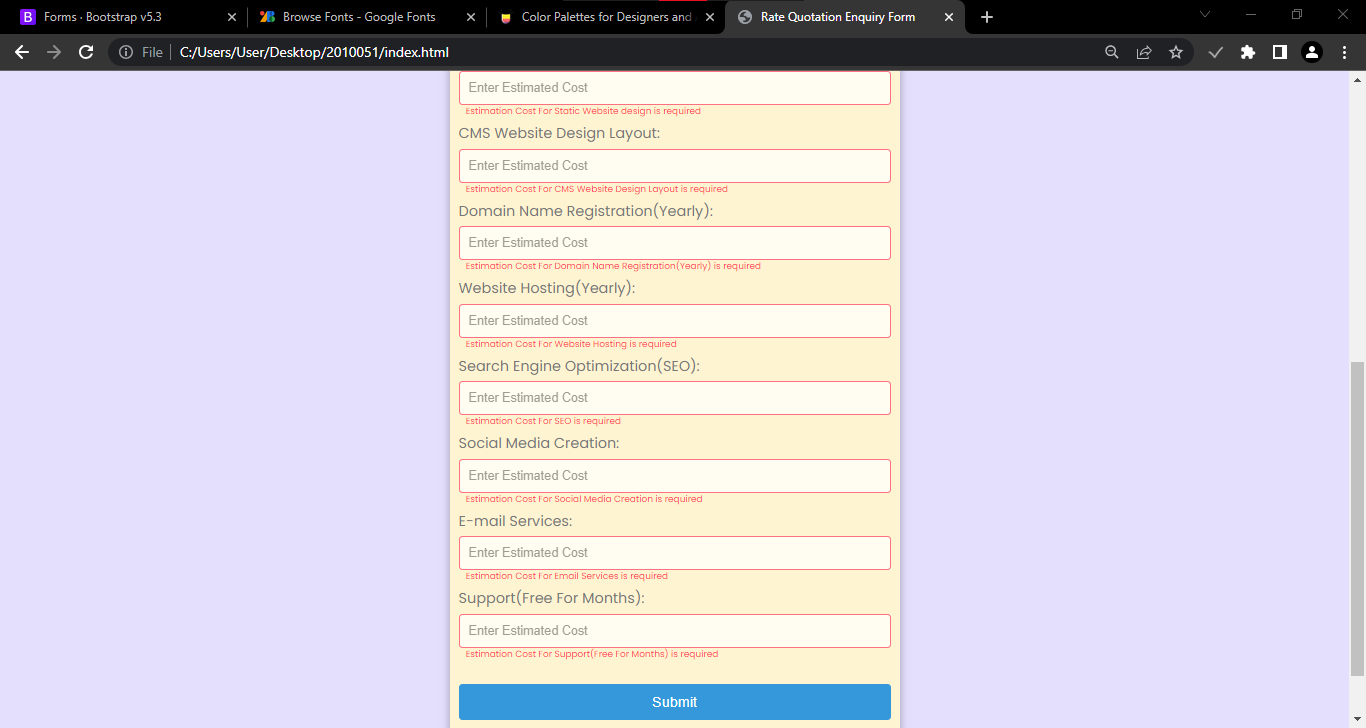 Forms · Bootstrap v5.3
Browse Fonts - Google Fonts
Color Palettes for Designers and
Rate Quotation Enquiry Form
File
C:/Users/User/Desktop/2010051/index.html
Enter Estimated Cost
Estimation Cost For Static Website design is required
CMS Website Design Layout:
Enter Estimated Cost
Estimation Cost For CMS Website Design Layout is required
Domain Name Registration(Yearly):
Enter Estimated Cost
Estimation Cost For Domain Name Registration(Yearly) is required
Website Hosting(Yearly):
Enter Estimated Cost
Estimation Cost For Website Hosting is required
Search Engine Optimization(SEO):
Enter Estimated Cost
Estimation Cost For SEO is required
Social Media Creation:
Enter Estimated Cost
Estimation Cost For Social Media Creation is required
E-mail Services:
Enter Estimated Cost
Estimation Cost For Email Services is required
Support(Free For Months):
Enter Estimated Cost
Estimation Cost For Support(Free For Months) is required
Submit